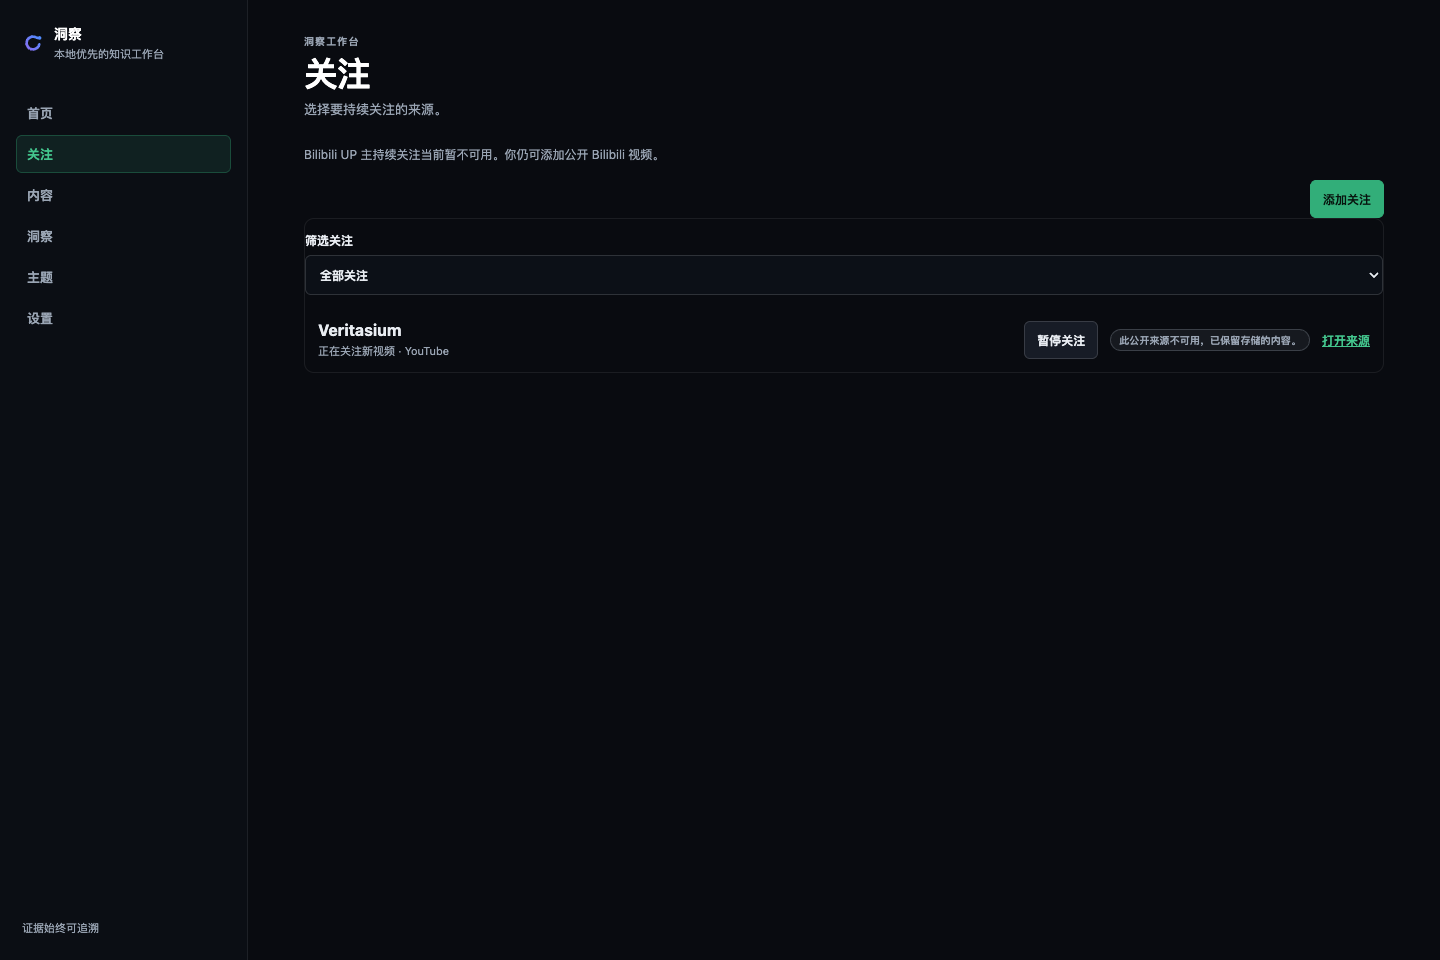 洞察
本地优先的知识工作台
首页
关注
内容
洞察
主题
设置
证据始终可追溯
洞察工作台
关注
选择要持续关注的来源。
Bilibili UP 主持续关注当前暂不可用。你仍可添加公开 Bilibili 视频。
添加关注
筛选关注
全部关注
Veritasium
正在关注新视频 · YouTube
暂停关注
此公开来源不可用，已保留存储的内容。
打开来源